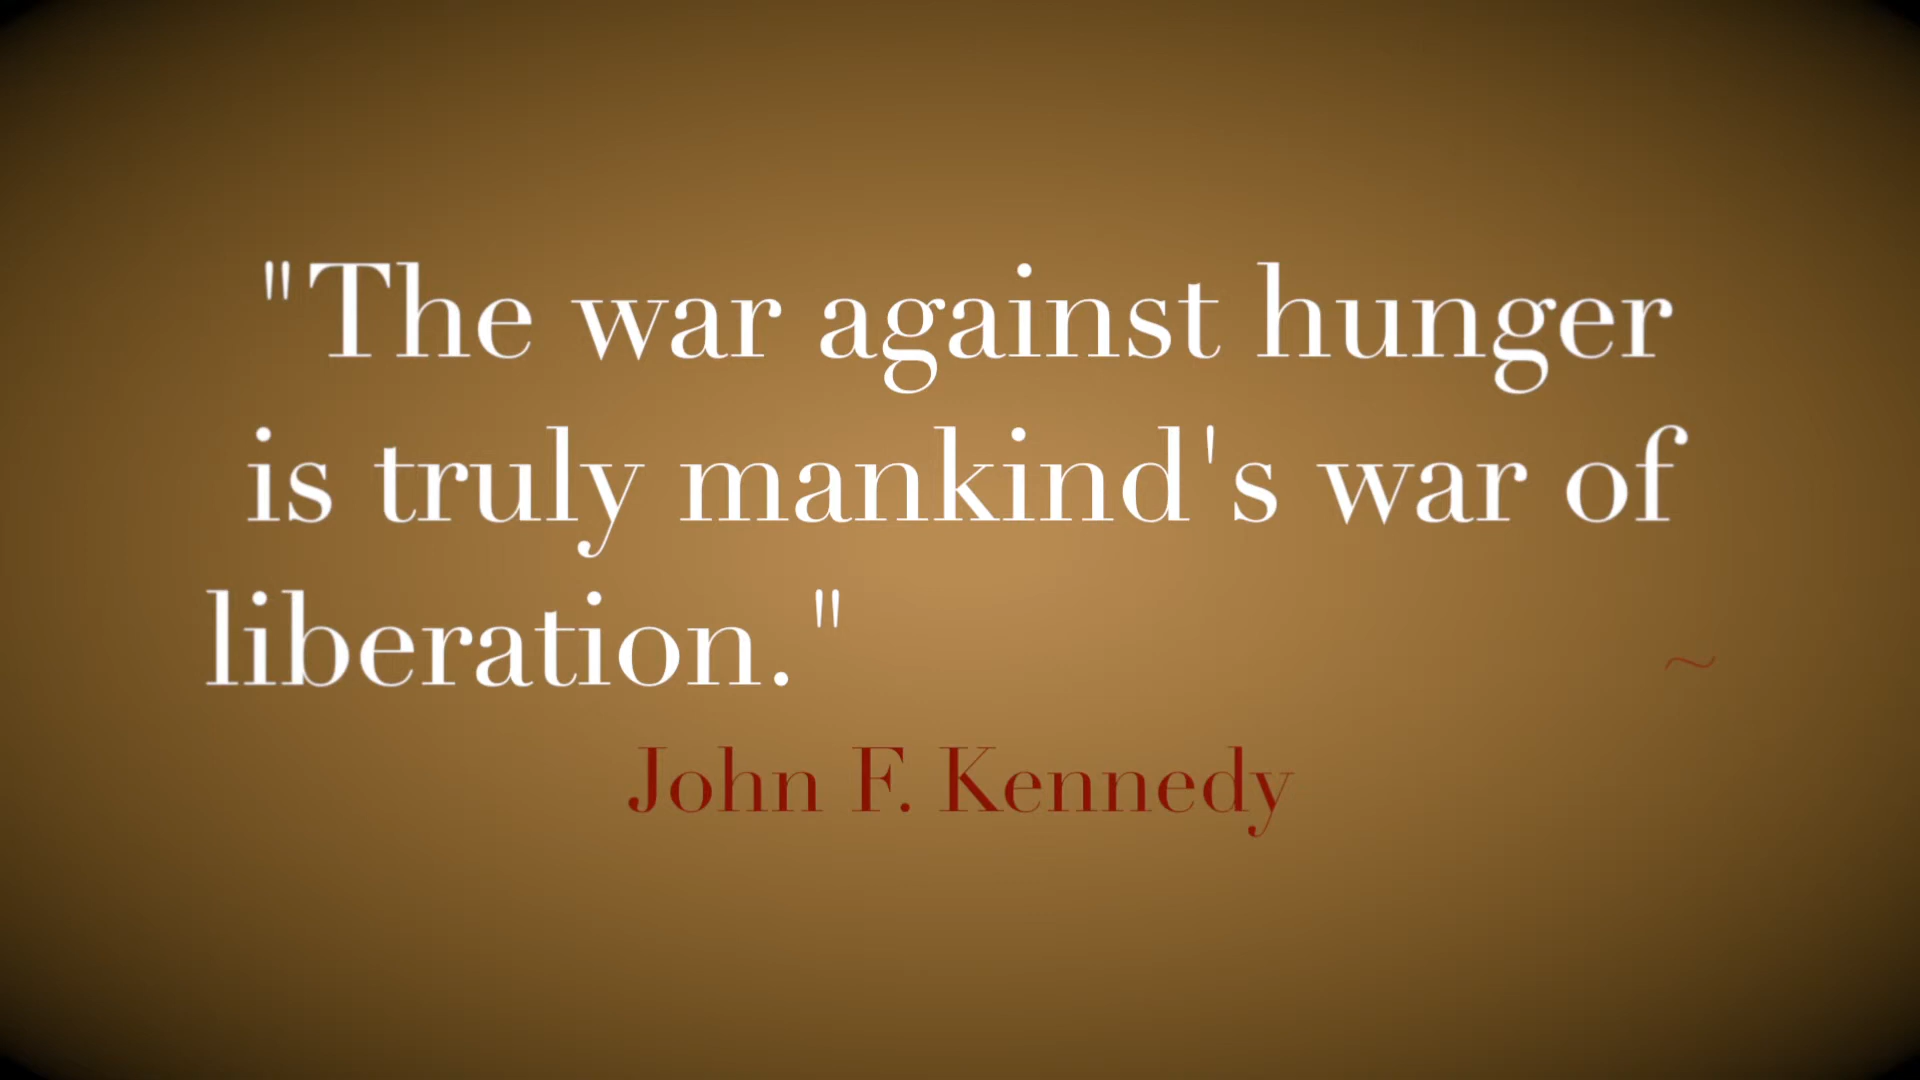 "The war against hunger
is truly mankind's war of
liberation." ~
John F. Kennedy